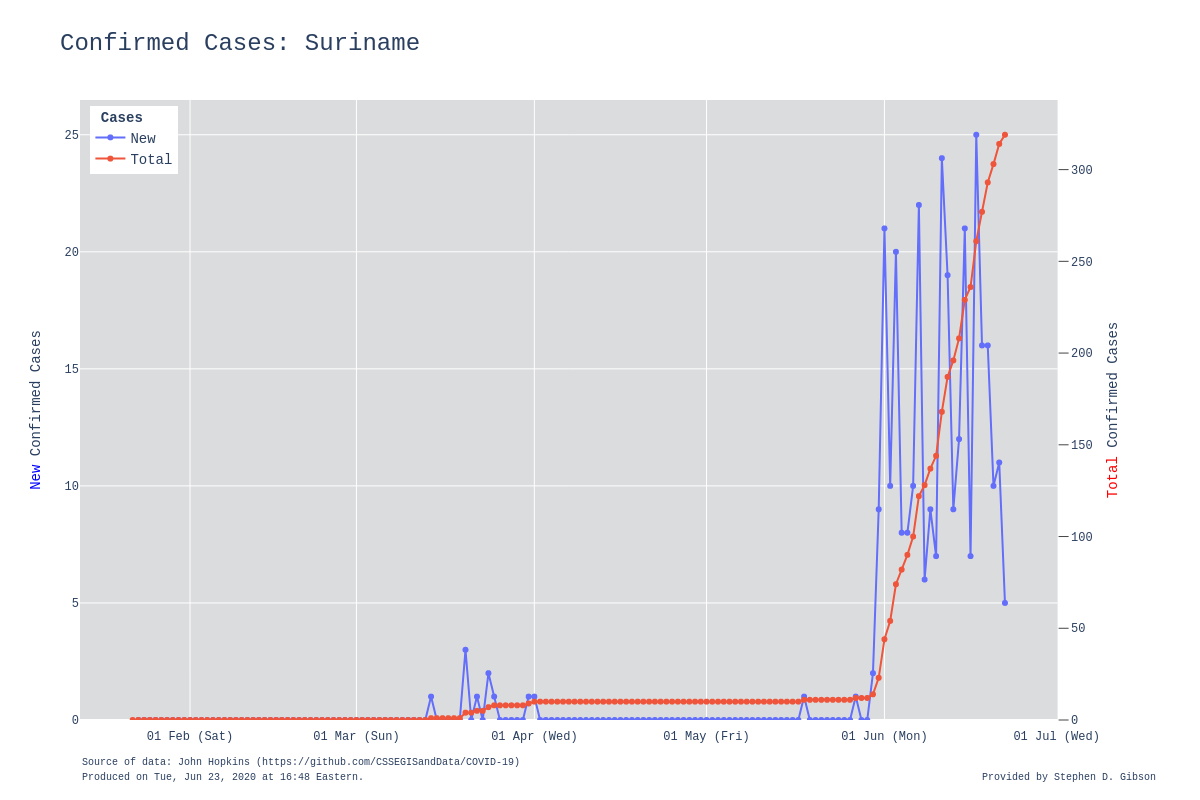 Confirmed Cases: Suriname
Cases
New
Total
25
20
15
10
5
0
300
250
200
150
100
50
0
New Confirmed Cases
Total Confirmed Cases
01 Feb (Sat)
01 Mar (Sun)
01 Apr (Wed)
01 May (Fri)
01 Jun (Mon)
01 Jul (Wed)
Source of data: John Hopkins (https://github.com/CSSEGISandData/COVID-19)
Produced on Tue, Jun 23, 2020 at 16:48 Eastern.
Provided by Stephen D. Gibson